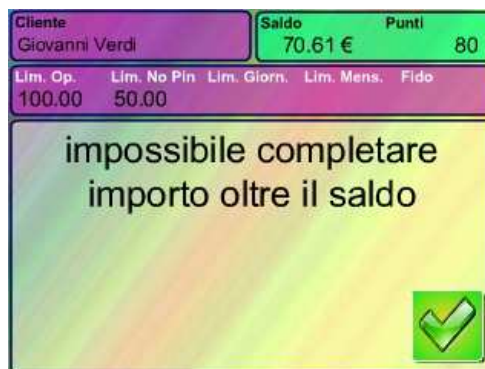 Cliente Saldo Punti
Giovanni Verdi 70.61 € 80
Lim. Op. Lim. No Pin Lim. Giorn. Lim. Mens. Fido
100.00 50.00
impossibile completare
importo oltre il saldo